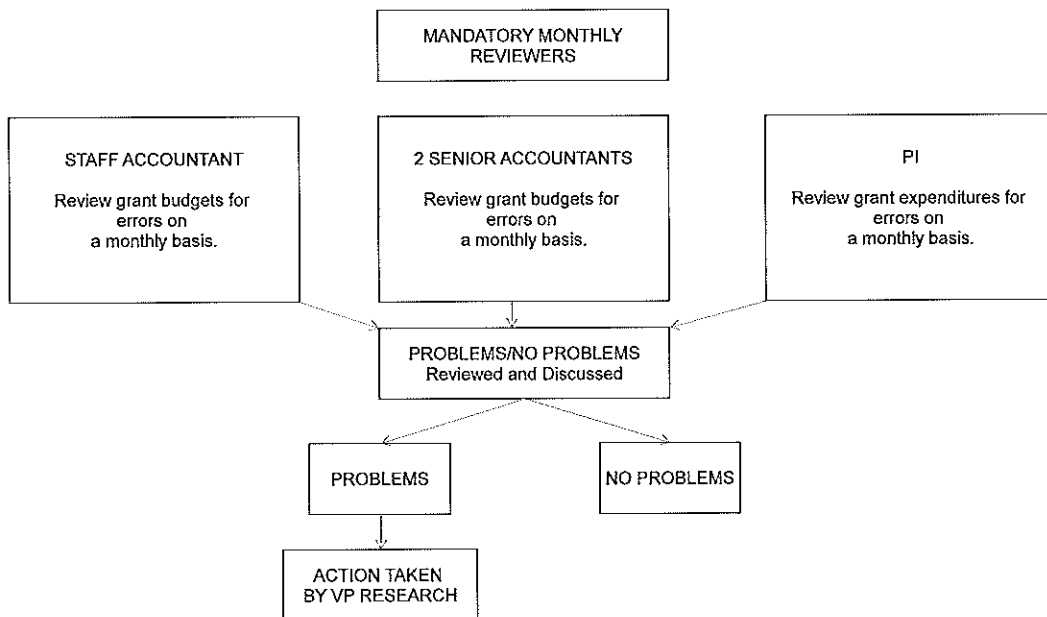 MANDATORY MONTHLY
REVIEWERS
STAFF ACCOUNTANT
Review grant budgets for
errors on
a monthly basis.
2 SENIOR ACCOUNTANTS
Review grant budgets for
errors on
a monthly basis.
PI
Review grant expenditures for
errors on
a monthly basis.
PROBLEMS/NO PROBLEMS
Reviewed and Discussed
PROBLEMS
NO PROBLEMS
ACTION TAKEN
BY VP RESEARCH